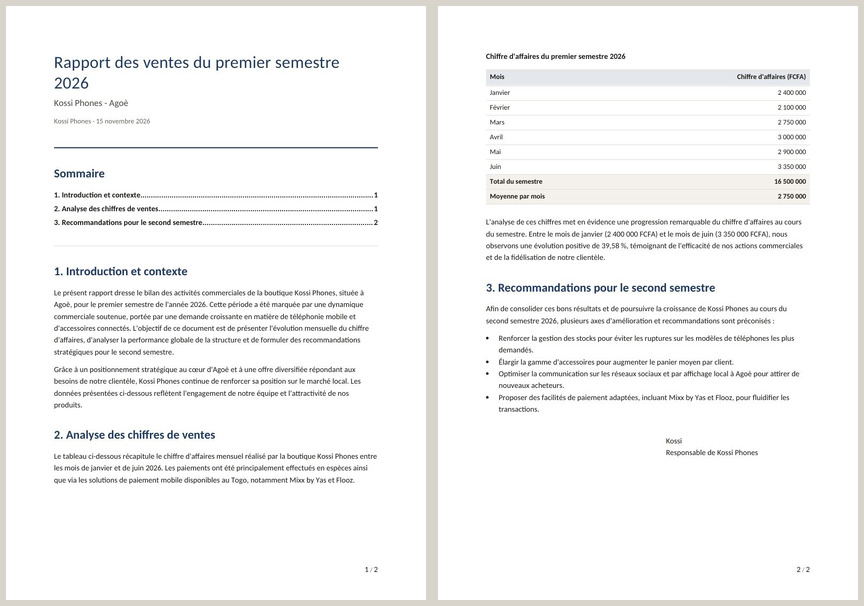 Rapport des ventes du premier semestre
2026
Kossi Phones - Agoè
Kossi Phones - 15 novembre 2026
Sommaire
1. Introduction et contexte 1
2. Analyse des chiffres de ventes 1
3. Recommandations pour le second semestre 2
1. Introduction et contexte
Le présent rapport dresse le bilan des activités commerciales de la boutique Kossi Phones, située à
Agoè, pour le premier semestre de l'année 2026. Cette période a été marquée par une dynamique
commerciale soutenue, portée par une demande croissante en matière de téléphonie mobile et
d'accessoires connectés. L'objectif de ce document est de présenter l'évolution mensuelle du chiffre
d'affaires, d'analyser la performance globale de la structure et de formuler des recommandations
stratégiques pour le second semestre.
Grâce à un positionnement stratégique au cœur d'Agoè et à une offre diversifiée répondant aux
besoins de notre clientèle, Kossi Phones continue de renforcer sa position sur le marché local. Les
données présentées ci-dessous reflètent l'engagement de notre équipe et l'attractivité de nos
produits.
2. Analyse des chiffres de ventes
Le tableau ci-dessous récapitule le chiffre d'affaires mensuel réalisé par la boutique Kossi Phones entre
les mois de janvier et de juin 2026. Les paiements ont été principalement effectués en espèces ainsi
que via les solutions de paiement mobile disponibles au Togo, notamment Mixx by Yas et Flooz.
1 / 2
Chiffre d'affaires du premier semestre 2026
Mois Chiffre d'affaires (FCFA)
Janvier 2 400 000
Février 2 100 000
Mars 2 750 000
Avril 3 000 000
Mai 2 900 000
Juin 3 350 000
Total du semestre 16 500 000
Moyenne par mois 2 750 000
L'analyse de ces chiffres met en évidence une progression remarquable du chiffre d'affaires au cours
du semestre. Entre le mois de janvier (2 400 000 FCFA) et le mois de juin (3 350 000 FCFA), nous
observons une évolution positive de 39,58 %, témoignant de l'efficacité de nos actions commerciales
et de la fidélisation de notre clientèle.
3. Recommandations pour le second semestre
Afin de consolider ces bons résultats et de poursuivre la croissance de Kossi Phones au cours du
second semestre 2026, plusieurs axes d'amélioration et recommandations sont préconisés :
• Renforcer la gestion des stocks pour éviter les ruptures sur les modèles de téléphones les plus
demandés.
• Élargir la gamme d'accessoires pour augmenter le panier moyen par client.
• Optimiser la communication sur les réseaux sociaux et par affichage local à Agoè pour attirer de
nouveaux acheteurs.
• Proposer des facilités de paiement adaptées, incluant Mixx by Yas et Flooz, pour fluidifier les
transactions.
Kossi
Responsable de Kossi Phones
2 / 2